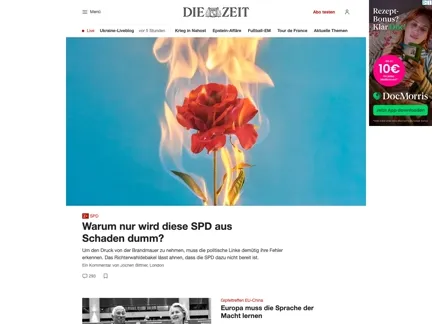 Menü
DIE ZEIT
Abo testen
Live Ukraine-Liveblog vor 5 Stunden Krieg in Nahost Epstein-Affäre Fußball-EM Tour de France Aktuelle Themen
Rezept-
Bonus?
Klar
10€
DocMorris
SPD
Warum nur wird diese SPD aus
Schaden dumm?
Um den Druck von der Brandmauer zu nehmen, muss die politische Linke demütig ihre Fehler
erkennen. Das Richterwahldebakel lässt ahnen, dass die SPD dazu nicht bereit ist.
Ein Kommentar von Jochen Bittner, London
Gipfeltreffen EU-China
Europa muss die Sprache
der Macht lernen